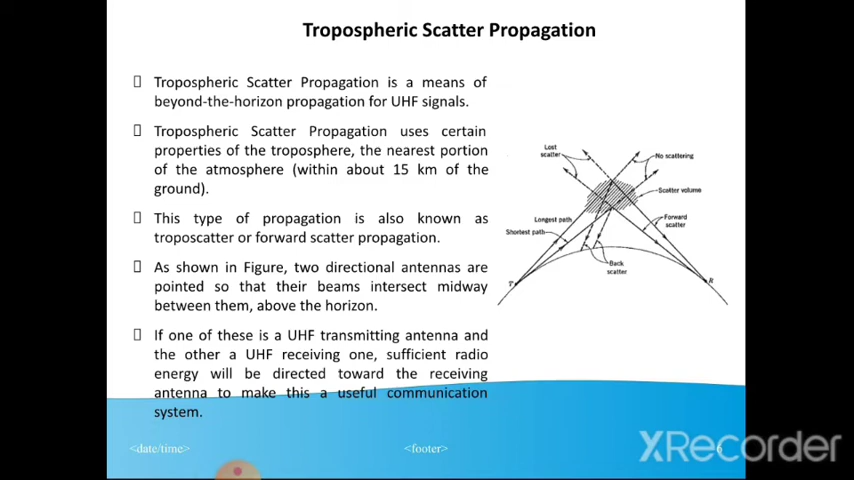 Tropospheric Scatter Propagation
Tropospheric Scatter Propagation is a means of
beyond-the-horizon propagation for UHF signals.
Tropospheric Scatter Propagation uses certain
properties of the troposphere, the nearest portion
of the atmosphere (within about 15 km of the
ground).
This type of propagation is also known as
troposcatter or forward scatter propagation.
As shown in Figure, two directional antennas are
pointed so that their beams intersect midway
between them, above the horizon.
If one of these is a UHF transmitting antenna and
the other a UHF receiving one, sufficient radio
energy will be directed toward the receiving
antenna to make this a useful communication
system.
Lost
scatter
No scattering
Scatter volume
Longest path
Shortest path
Forward
scatter
Back
scatter
T
R
<date/time>
<footer>
6
XRecorder